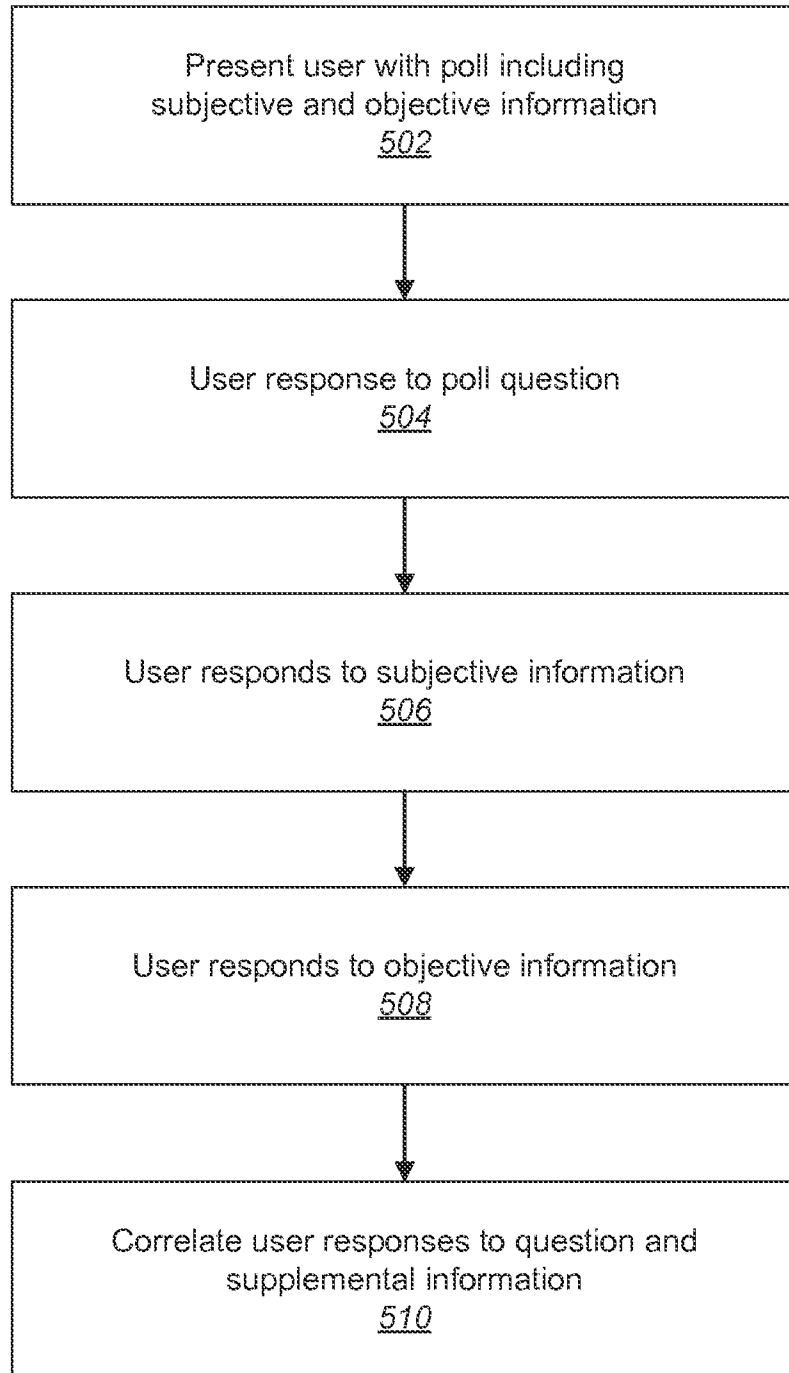 Present user with poll including
subjective and objective information
502
User response to poll question
504
User responds to subjective information
506
User responds to objective information
508
Correlate user responses to question and
supplemental information
510